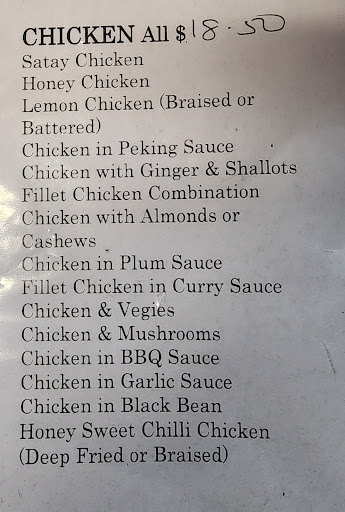 CHICKEN All $18.50
Satay Chicken
Honey Chicken
Lemon Chicken (Braised or
Battered)
Chicken in Peking Sauce
Chicken with Ginger & Shallots
Fillet Chicken Combination
Chicken with Almonds or
Cashews
Chicken in Plum Sauce
Fillet Chicken in Curry Sauce
Chicken & Vegies
Chicken & Mushrooms
Chicken in BBQ Sauce
Chicken in Garlic Sauce
Chicken in Black Bean
Honey Sweet Chilli Chicken
(Deep Fried or Braised)